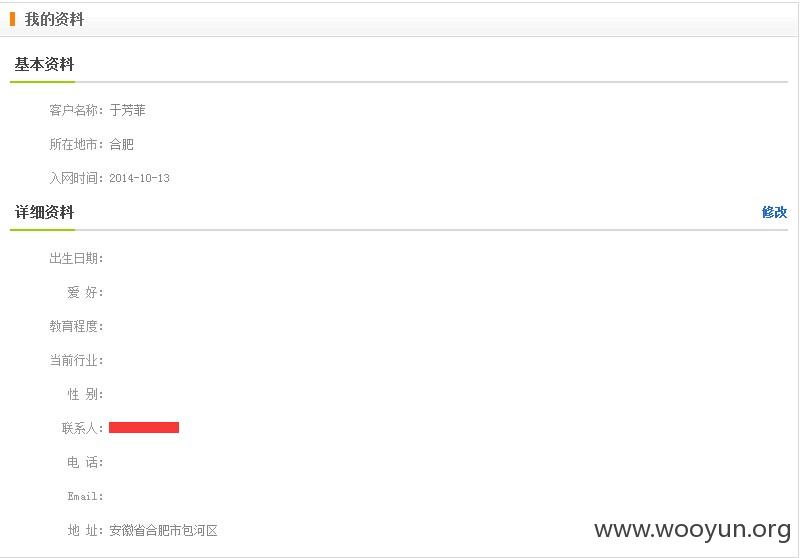 我的资料
基本资料
客户名称：于芳菲
所在地市：合肥
入网时间：2014-10-13
详细资料 修改
出生日期：
爱 好：
教育程度：
当前行业：
性 别：
联系人：
电 话：
Email：
地 址：安徽省合肥市包河区
www.wooyun.org